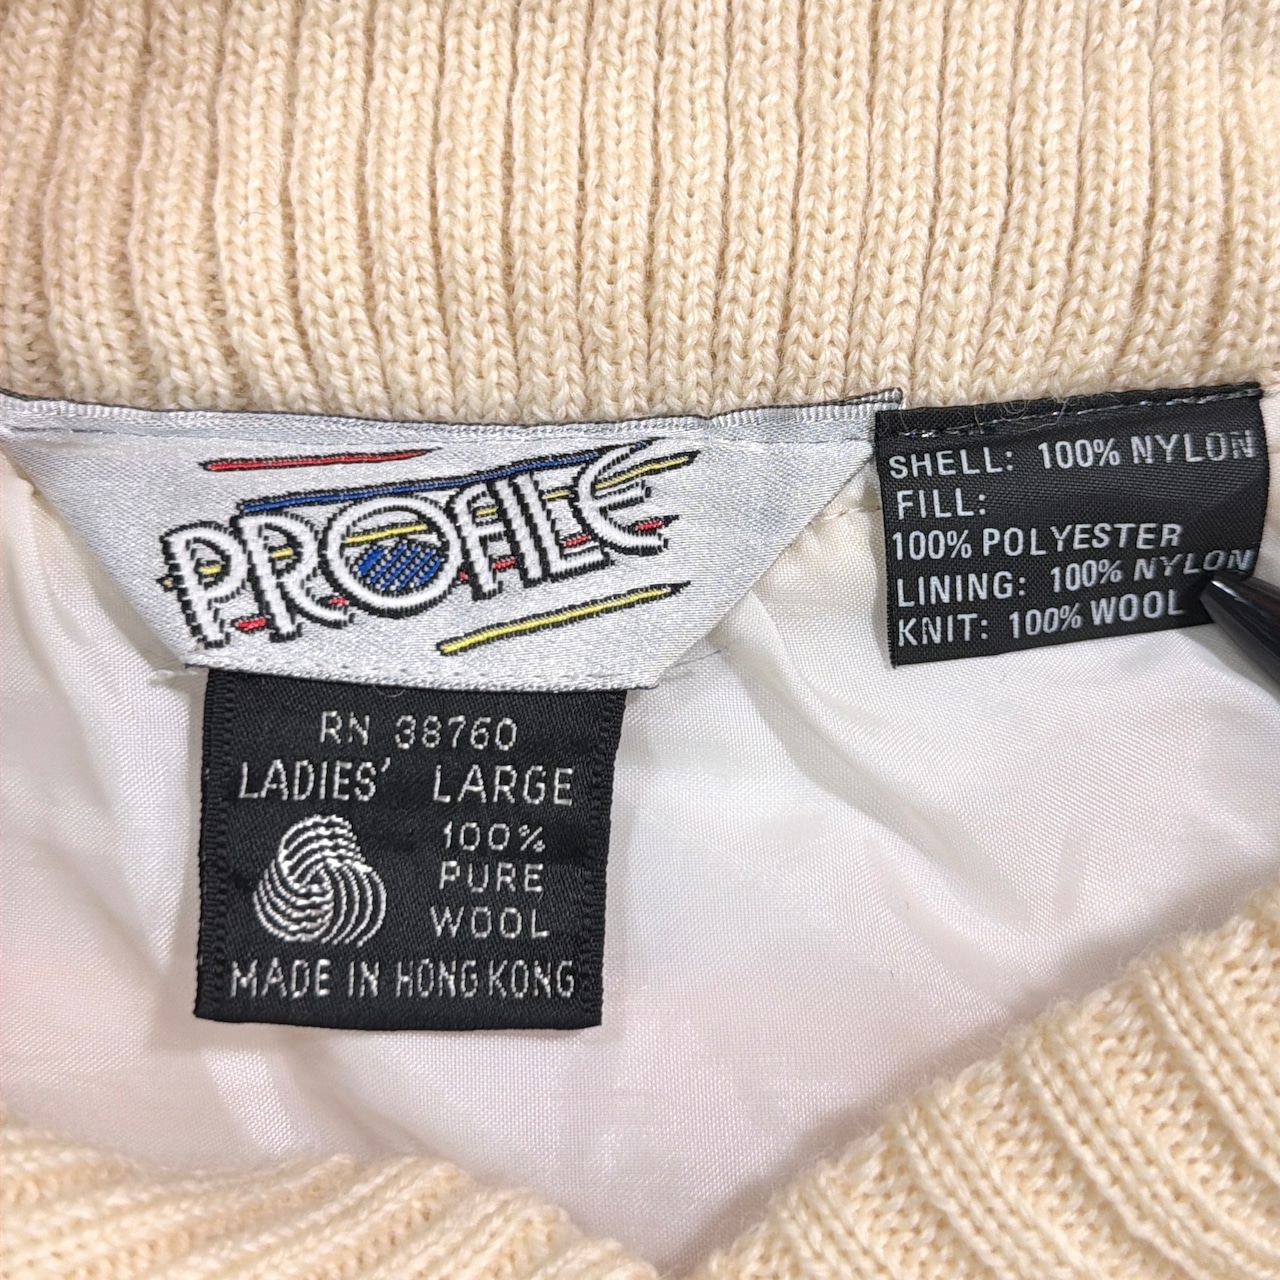 PROFILE
RN 38760
LADIES' LARGE
100%
PURE
WOOL
MADE IN HONG KONG
SHELL: 100% NYLON
FILL:
100% POLYESTER
LINING: 100% NYLON
KNIT: 100% WOOL